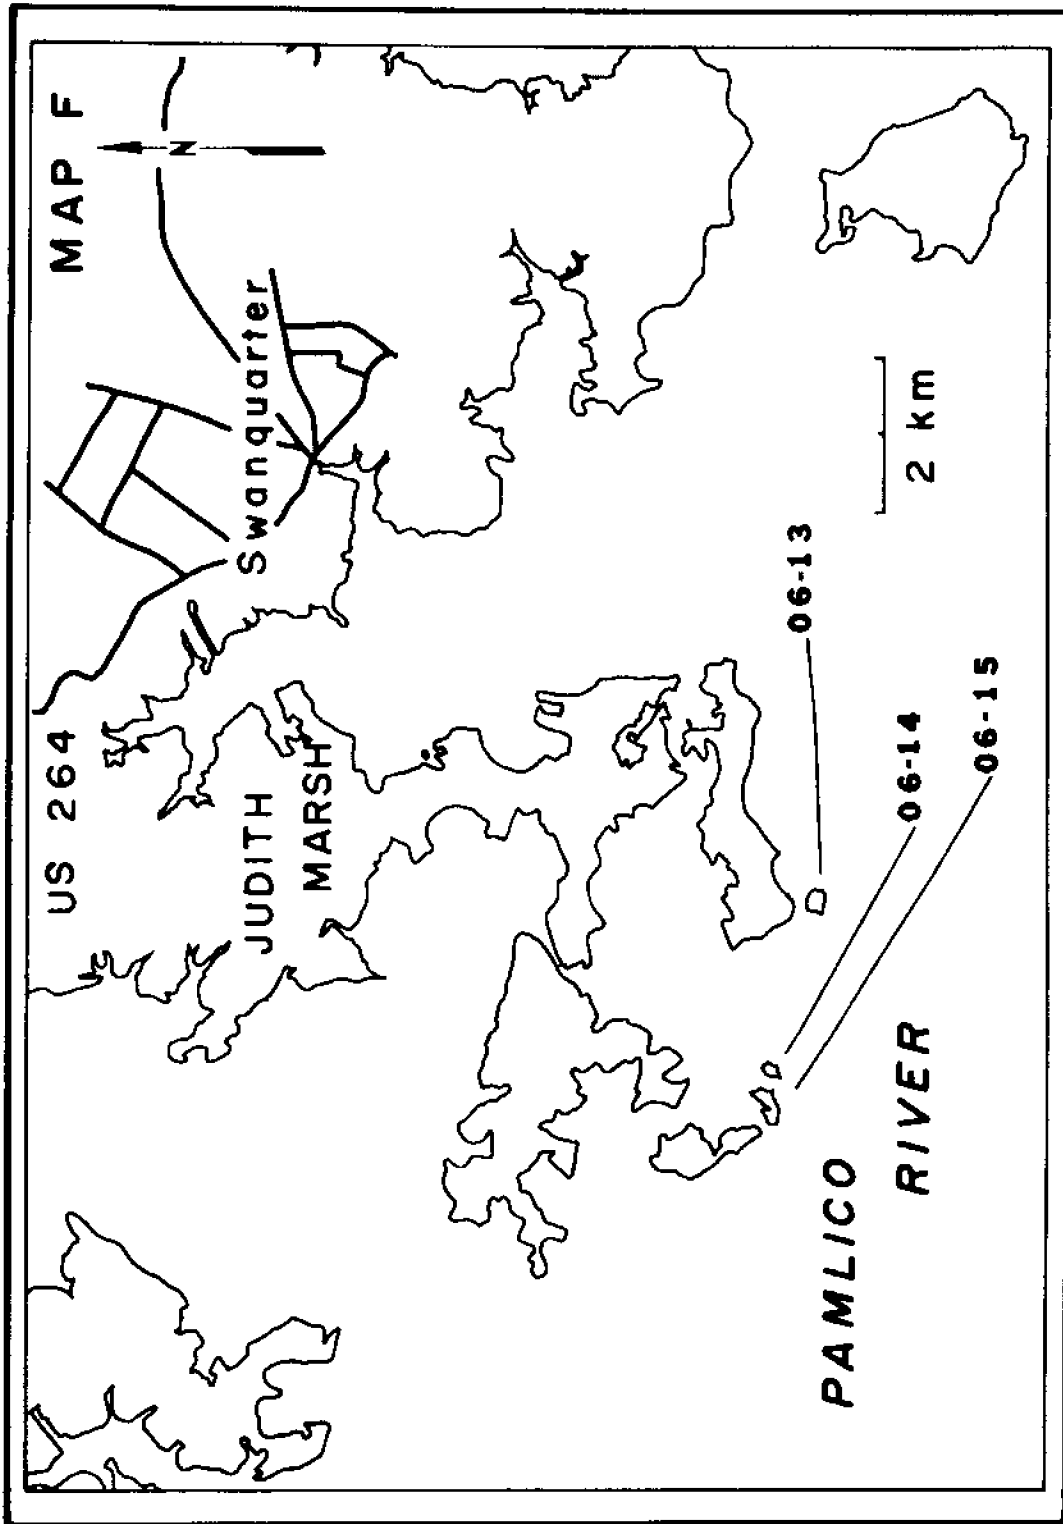 MAP F
N
US 264
Swanquarter
JUDITH
MARSH
2 km
06-13
06-14
06-15
PAMLICO
RIVER